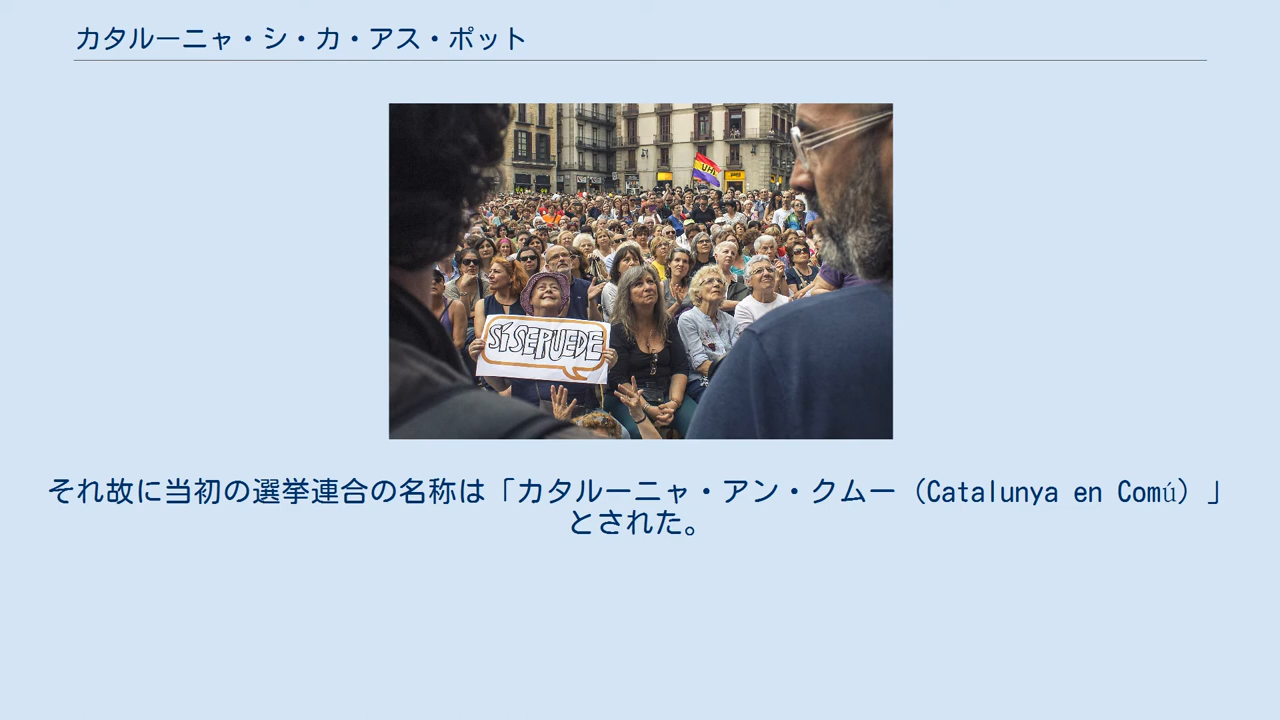 カタルーニャ・シ・カ・アス・ポット
UHP
SÍ SE PUEDE
それ故に当初の選挙連合の名称は「カタルーニャ・アン・クムー（Catalunya en Comú）」
とされた。